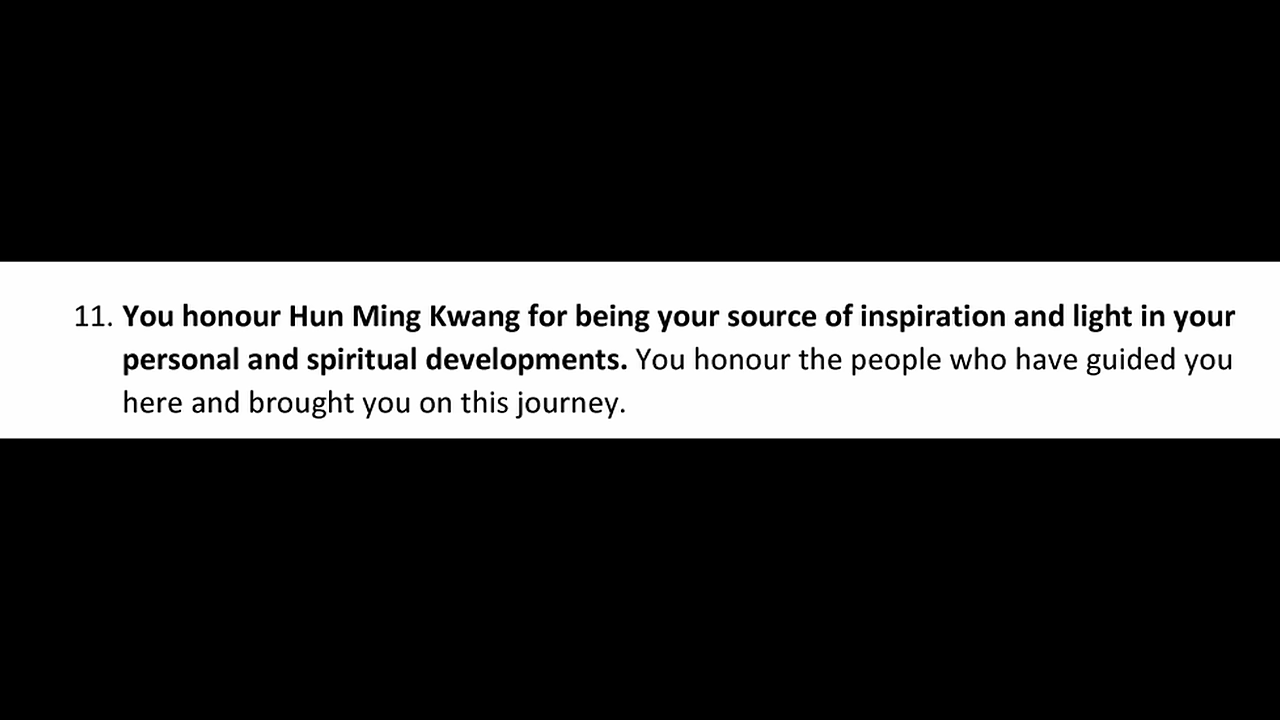 11. You honour Hun Ming Kwang for being your source of inspiration and light in your
personal and spiritual developments. You honour the people who have guided you
here and brought you on this journey.